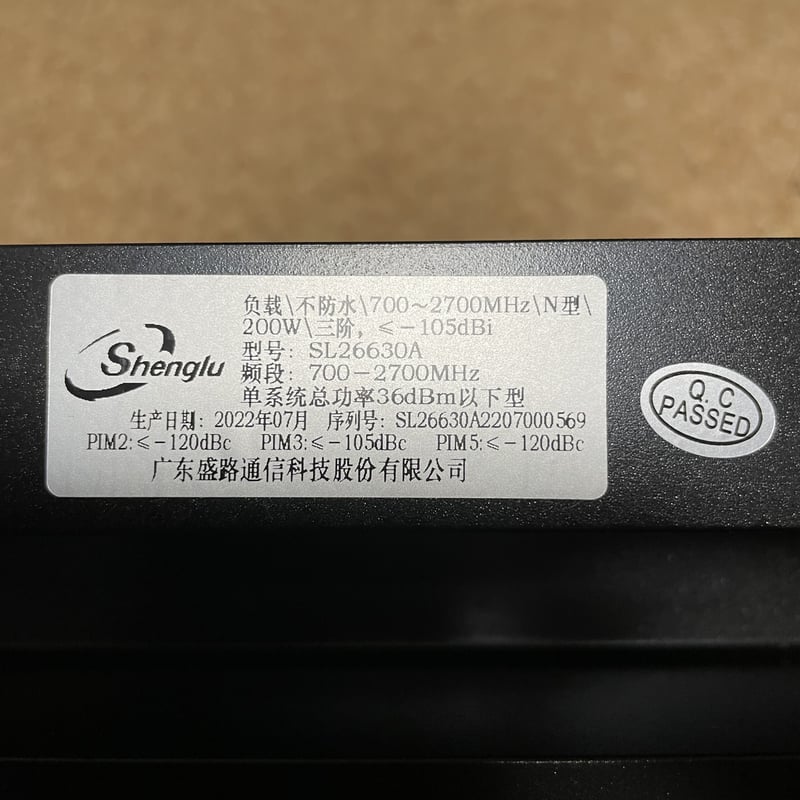 Shenglu
负载\不防水\700~2700MHz\N型\
200W\三阶，≤-105dBi
型号: SL26630A
频段: 700-2700MHz
单系统总功率36dBm以下型
生产日期: 2022年07月 序列号: SL26630A2207000569
PIM2:≤-120dBc PIM3:≤-105dBc PIM5:≤-120dBc
广东盛路通信科技股份有限公司
Q.C
PASSED